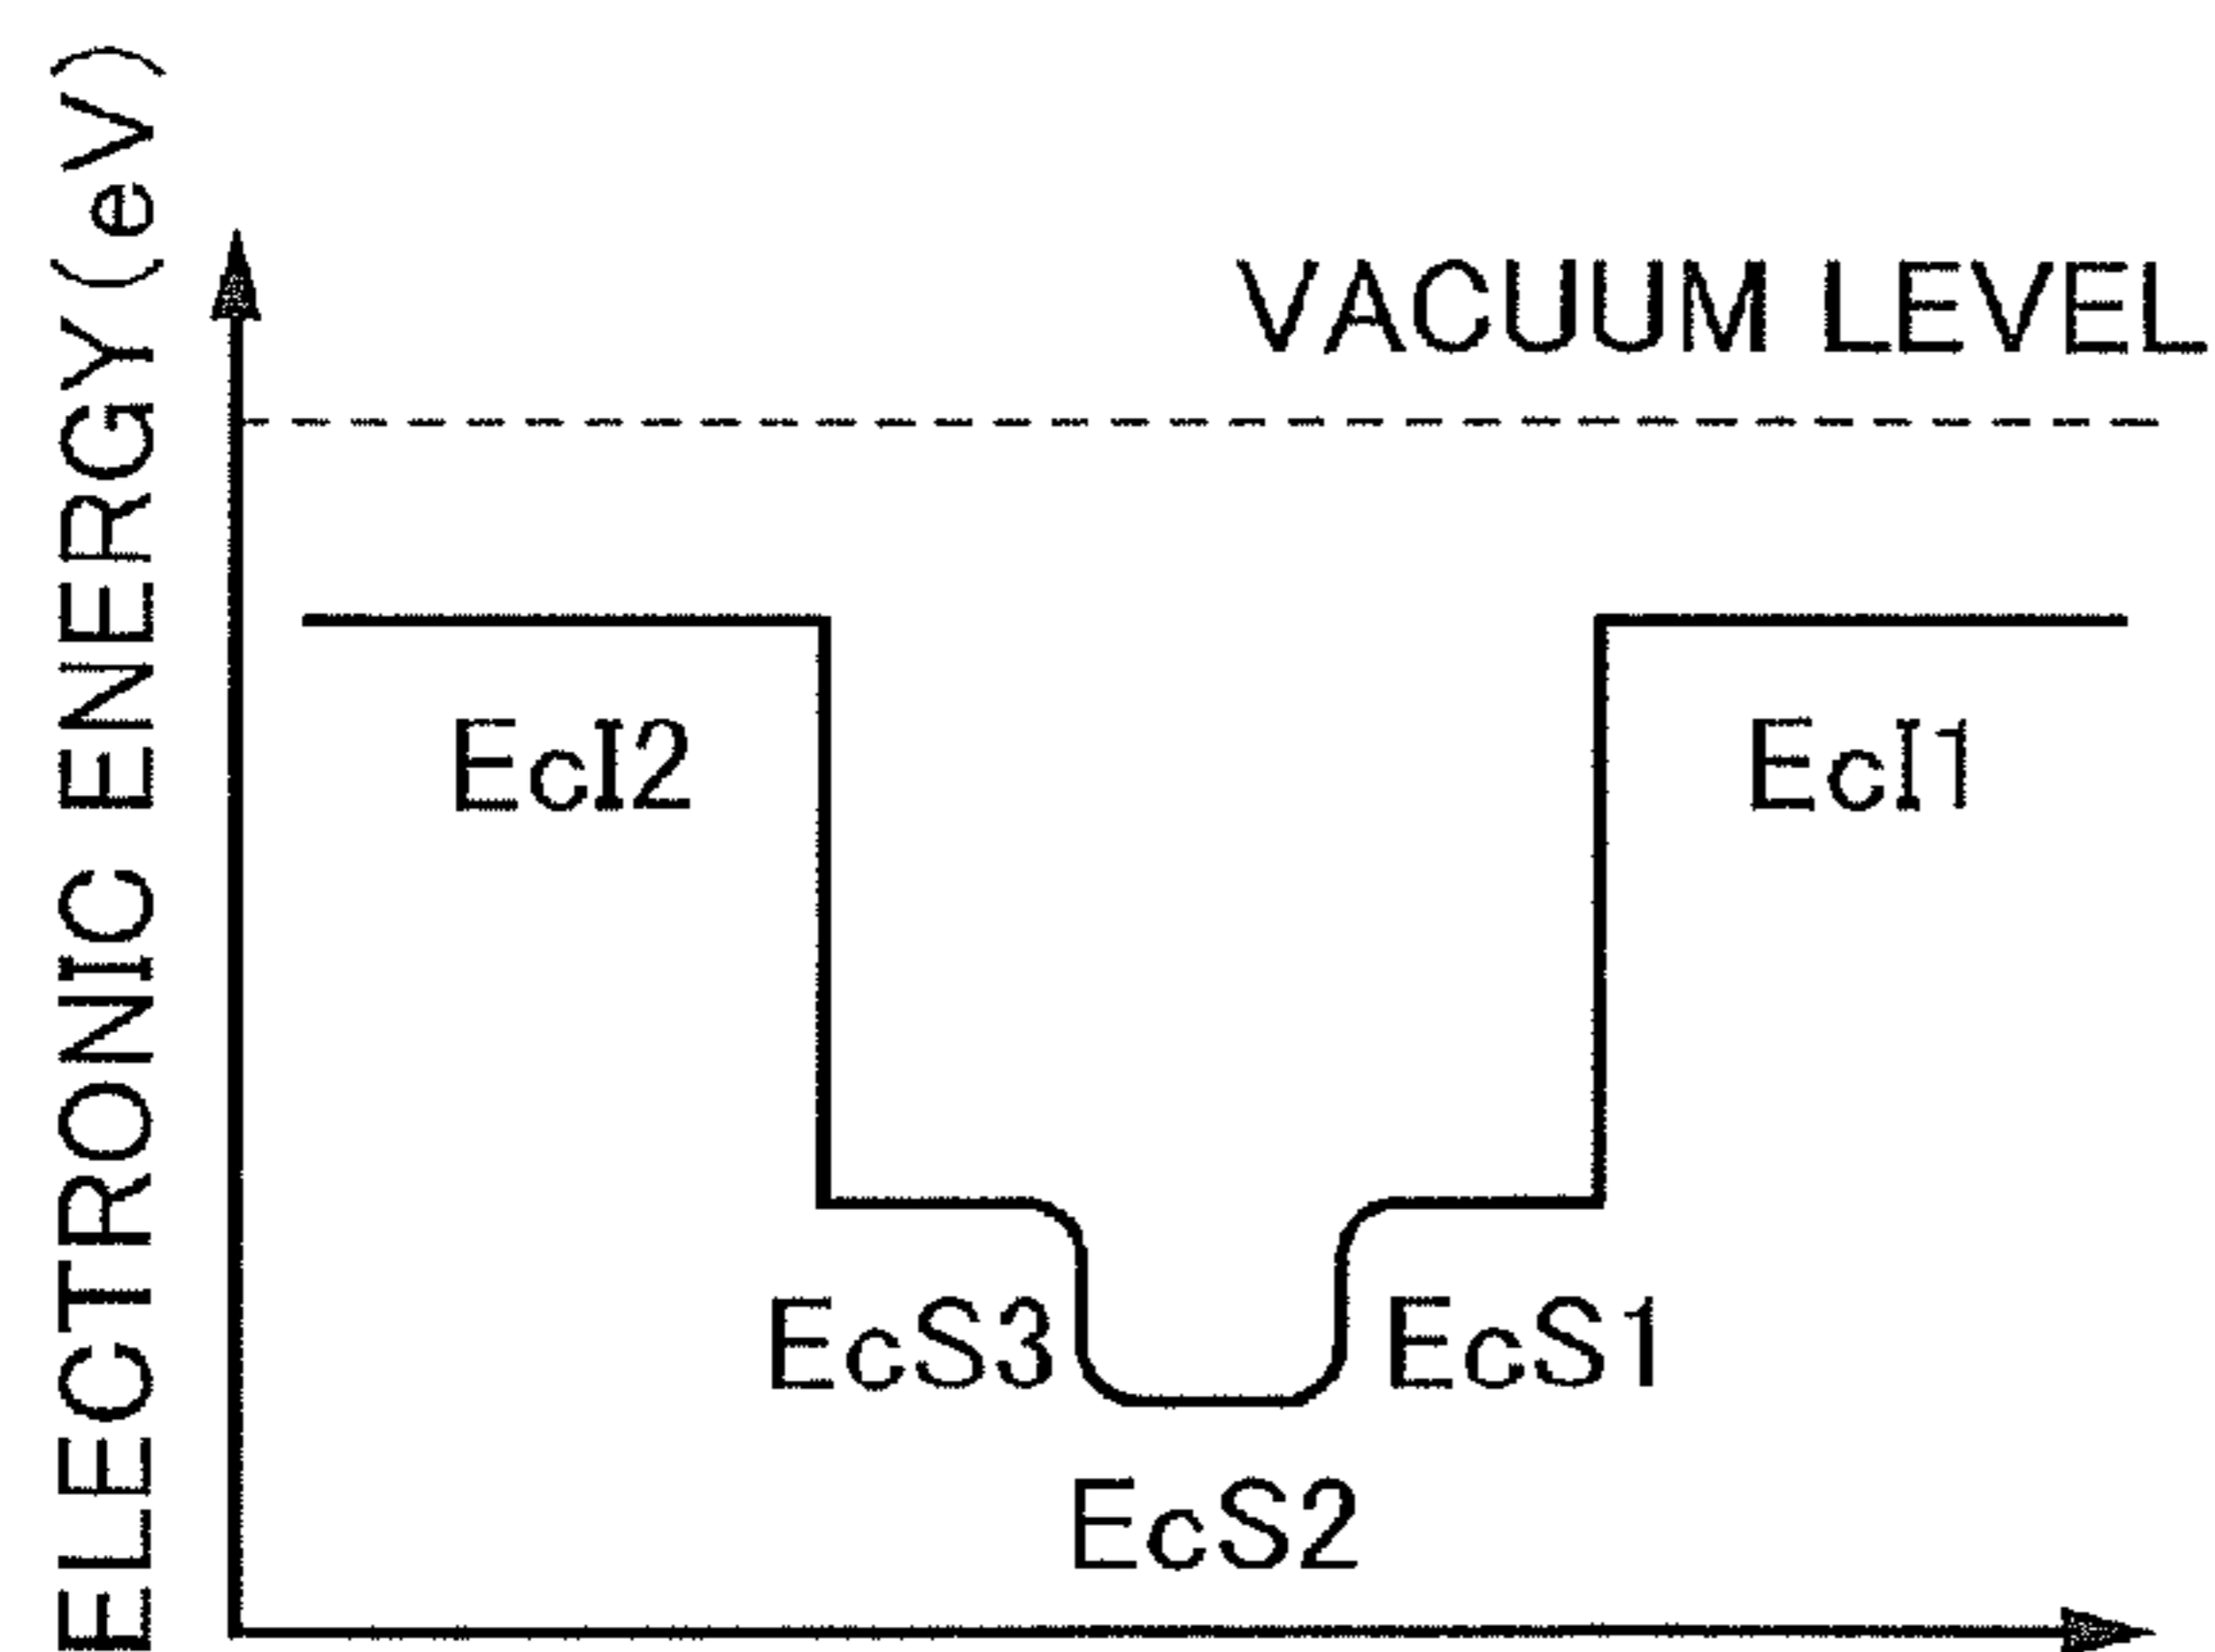 ELECTRONIC ENERGY(eV)
VACUUM LEVEL
EcI2
EcI1
EcS3
EcS1
EcS2